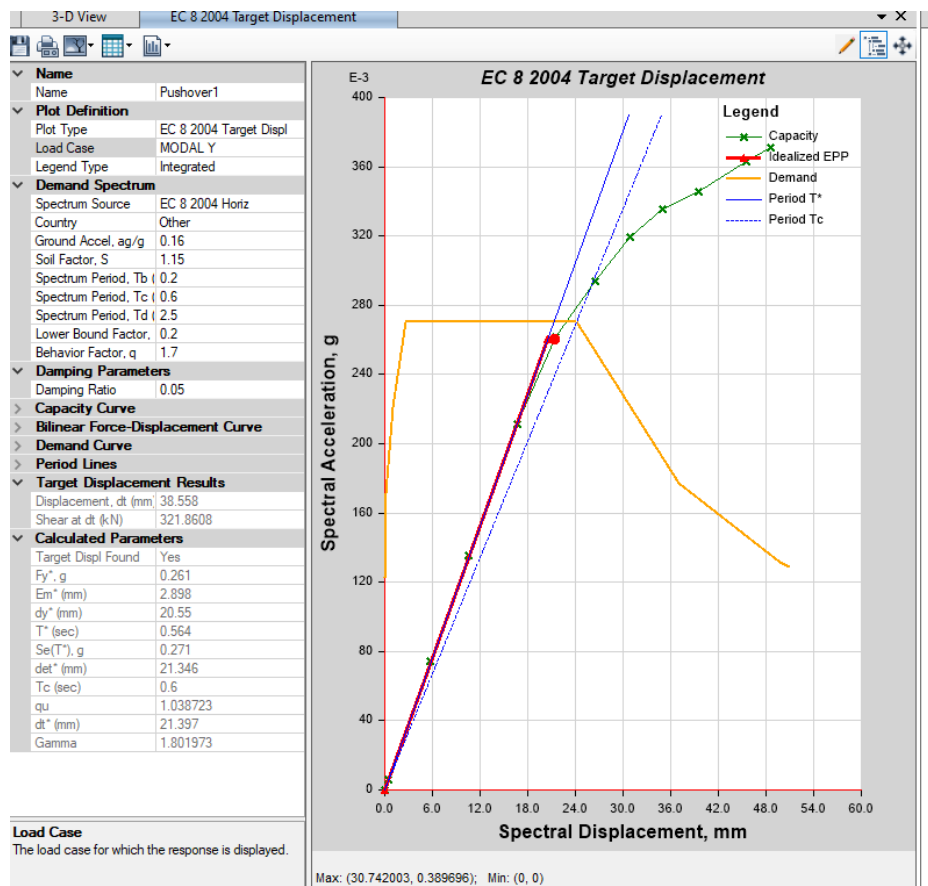 3-D View
EC 8 2004 Target Displacement
Name
Name Pushover1
Plot Definition
Plot Type EC 8 2004 Target Displ
Load Case MODAL Y
Legend Type Integrated
Demand Spectrum
Spectrum Source EC 8 2004 Horiz
Country Other
Ground Accel, ag/g 0.16
Soil Factor, S 1.15
Spectrum Period, Tb ( 0.2
Spectrum Period, Tc ( 0.6
Spectrum Period, Td ( 2.5
Lower Bound Factor, 0.2
Behavior Factor, q 1.7
Damping Parameters
Damping Ratio 0.05
Capacity Curve
Bilinear Force-Displacement Curve
Demand Curve
Period Lines
Target Displacement Results
Displacement, dt (mm) 38.558
Shear at dt (kN) 321.8608
Calculated Parameters
Target Displ Found Yes
Fy*, g 0.261
Em* (mm) 2.898
dy* (mm) 20.55
T* (sec) 0.564
Se(T*), g 0.271
det* (mm) 21.346
Tc (sec) 0.6
qu 1.038723
dt* (mm) 21.397
Gamma 1.801973
Load Case
The load case for which the response is displayed.
E-3
EC 8 2004 Target Displacement
400
360
320
280
240
200
160
120
80
40
0
Spectral Acceleration, g
Legend
Capacity
Idealized EPP
Demand
Period T*
Period Tc
0.0 6.0 12.0 18.0 24.0 30.0 36.0 42.0 48.0 54.0 60.0
Spectral Displacement, mm
Max: (30.742003, 0.389696); Min: (0, 0)